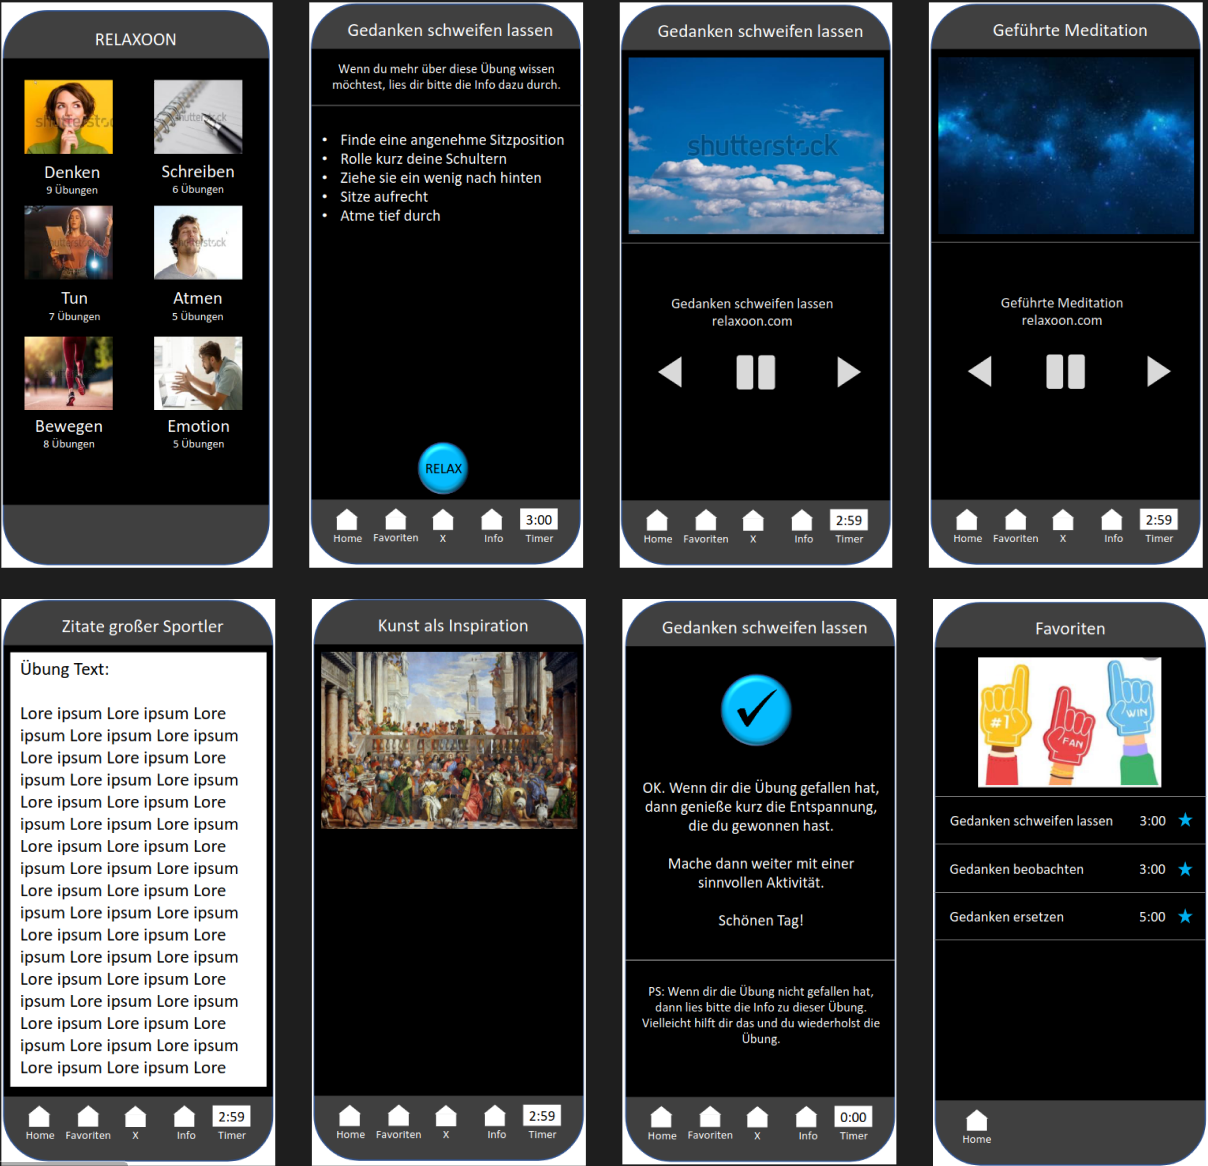 RELAXOON
shutterstock
shutterstock
Denken
9 Übungen
Schreiben
6 Übungen
shutterstock
shutterstock
Tun
7 Übungen
Atmen
5 Übungen
Bewegen
8 Übungen
Emotion
5 Übungen
Gedanken schweifen lassen
Wenn du mehr über diese Übung wissen
möchtest, lies dir bitte die Info dazu durch.
• Finde eine angenehme Sitzposition
• Rolle kurz deine Schultern
• Ziehe sie ein wenig nach hinten
• Sitze aufrecht
• Atme tief durch
RELAX
3:00
Home Favoriten X Info Timer
Gedanken schweifen lassen
shutterstock
Gedanken schweifen lassen
relaxoon.com
2:59
Home Favoriten X Info Timer
Geführte Meditation
Geführte Meditation
relaxoon.com
2:59
Home Favoriten X Info Timer
Zitate großer Sportler
Übung Text:
Lore ipsum Lore ipsum Lore
ipsum Lore ipsum Lore ipsum
Lore ipsum Lore ipsum Lore
ipsum Lore ipsum Lore ipsum
Lore ipsum Lore ipsum Lore
ipsum Lore ipsum Lore ipsum
Lore ipsum Lore ipsum Lore
ipsum Lore ipsum Lore ipsum
Lore ipsum Lore ipsum Lore
ipsum Lore ipsum Lore ipsum
Lore ipsum Lore ipsum Lore
ipsum Lore ipsum Lore ipsum
Lore ipsum Lore ipsum Lore
ipsum Lore ipsum Lore ipsum
Lore ipsum Lore ipsum Lore
ipsum Lore ipsum Lore ipsum
Lore ipsum Lore ipsum Lore
2:59
Home Favoriten X Info Timer
Kunst als Inspiration
2:59
Home Favoriten X Info Timer
Gedanken schweifen lassen
OK. Wenn dir die Übung gefallen hat,
dann genieße kurz die Entspannung,
die du gewonnen hast.
Mache dann weiter mit einer
sinnvollen Aktivität.
Schönen Tag!
PS: Wenn dir die Übung nicht gefallen hat,
dann lies bitte die Info zu dieser Übung.
Vielleicht hilft dir das und du wiederholst die
Übung.
0:00
Home Favoriten X Info Timer
Favoriten
#1
FAN
WIN
Gedanken schweifen lassen 3:00
Gedanken beobachten 3:00
Gedanken ersetzen 5:00
Home